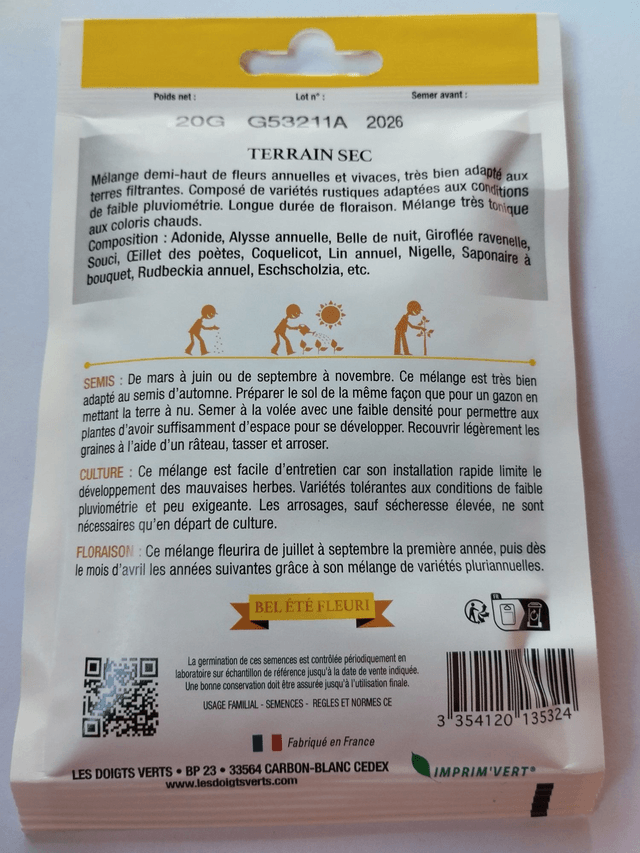 Poids net : Lot n° : Semer avant :
20G G53211A 2026
TERRAIN SEC
Mélange demi-haut de fleurs annuelles et vivaces, très bien adapté aux
terres filtrantes. Composé de variétés rustiques adaptées aux conditions
de faible pluviométrie. Longue durée de floraison. Mélange très tonique
aux coloris chauds.
Composition : Adonide, Alysse annuelle, Belle de nuit, Giroflée ravenelle,
Souci, Œillet des poètes, Coquelicot, Lin annuel, Nigelle, Saponaire à
bouquet, Rudbeckia annuel, Eschscholzia, etc.
SEMIS : De mars à juin ou de septembre à novembre. Ce mélange est très bien
adapté au semis d'automne. Préparer le sol de la même façon que pour un gazon en
mettant la terre à nu. Semer à la volée avec une faible densité pour permettre aux
plantes d'avoir suffisamment d'espace pour se développer. Recouvrir légèrement les
graines à l'aide d'un râteau, tasser et arroser.
CULTURE : Ce mélange est facile d'entretien car son installation rapide limite le
développement des mauvaises herbes. Variétés tolérantes aux conditions de faible
pluviométrie et peu exigeante. Les arrosages, sauf sécheresse élevée, ne sont
nécessaires qu'en départ de culture.
FLORAISON : Ce mélange fleurira de juillet à septembre la première année, puis dès
le mois d'avril les années suivantes grâce à son mélange de variétés pluriannuelles.
BEL ÉTÉ FLEURI
La germination de ces semences est contrôlée périodiquement en
laboratoire sur échantillon de référence jusqu'à la date de vente indiquée.
Une bonne conservation doit être assurée jusqu'à l'utilisation finale.
USAGE FAMILIAL - SEMENCES - REGLES ET NORMES CE
3 354120 135324
Fabriqué en France
LES DOIGTS VERTS • BP 23 • 33564 CARBON-BLANC CEDEX
www.lesdoigtsverts.com
IMPRIM'VERT®